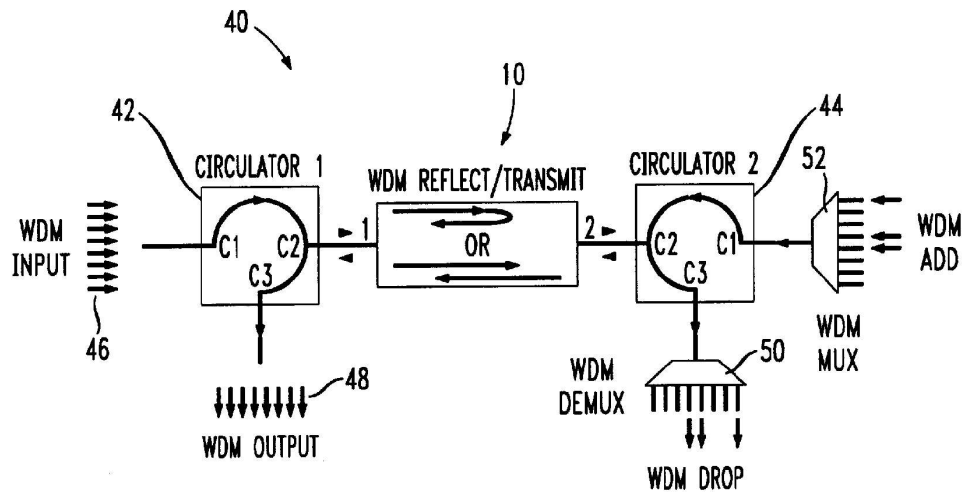 40
10
42
44
52
CIRCULATOR 1
WDM REFLECT/TRANSMIT
CIRCULATOR 2
WDM
INPUT
C1
C2
C3
1
OR
2
C2
C1
C3
WDM
ADD
46
WDM
MUX
48
WDM
DEMUX
50
WDM OUTPUT
WDM DROP